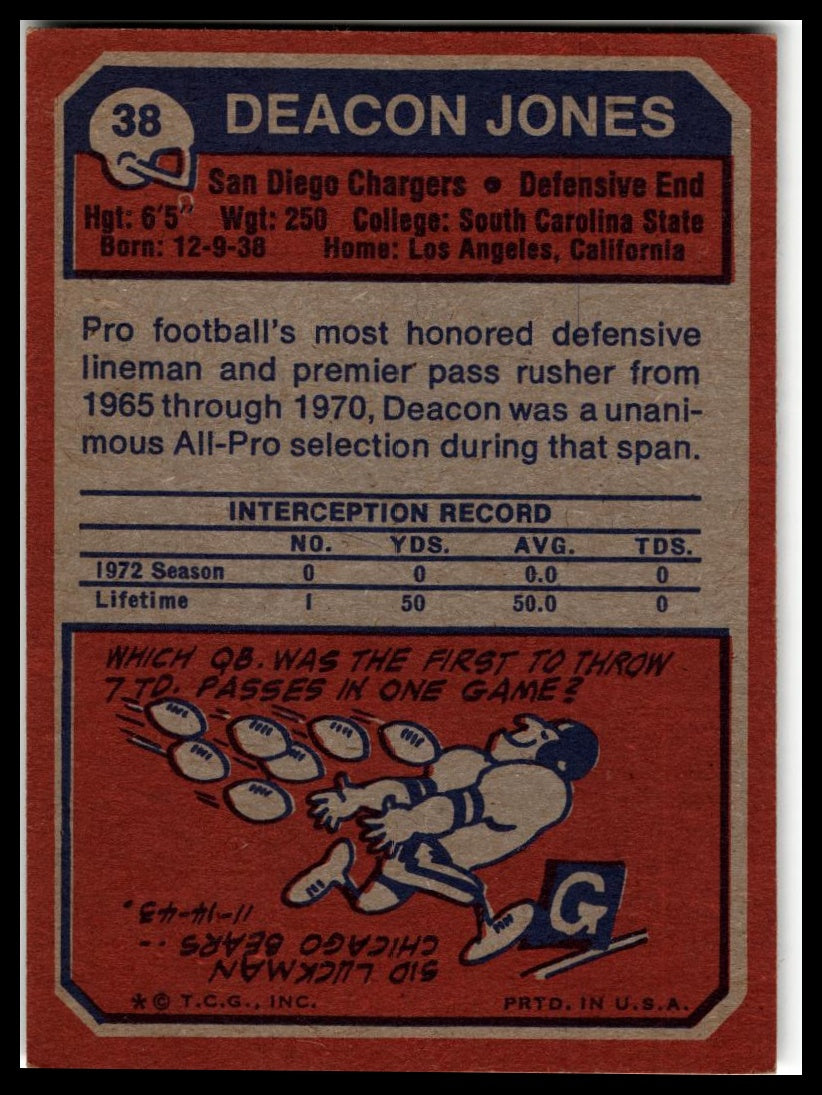 38
DEACON JONES
San Diego Chargers • Defensive End
Hgt: 6'5" Wgt: 250 College: South Carolina State
Born: 12-9-38 Home: Los Angeles, California
Pro football's most honored defensive
lineman and premier pass rusher from
1965 through 1970, Deacon was a unani-
mous All-Pro selection during that span.
INTERCEPTION RECORD
NO. YDS. AVG. TDS.
1972 Season 0 0 0.0 0
Lifetime 1 50 50.0 0
WHICH QB. WAS THE FIRST TO THROW
7 TD. PASSES IN ONE GAME?
G
SID LUCKMAN
CHICAGO BEARS --
11-14-43.
* © T.C.G., INC. PRTD. IN U.S.A.